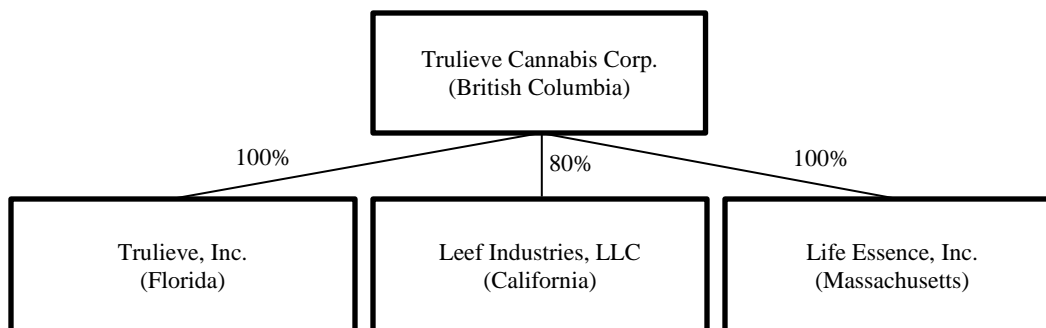 Trulieve Cannabis Corp.
(British Columbia)
100%
80%
100%
Trulieve, Inc.
(Florida)
Leef Industries, LLC
(California)
Life Essence, Inc.
(Massachusetts)